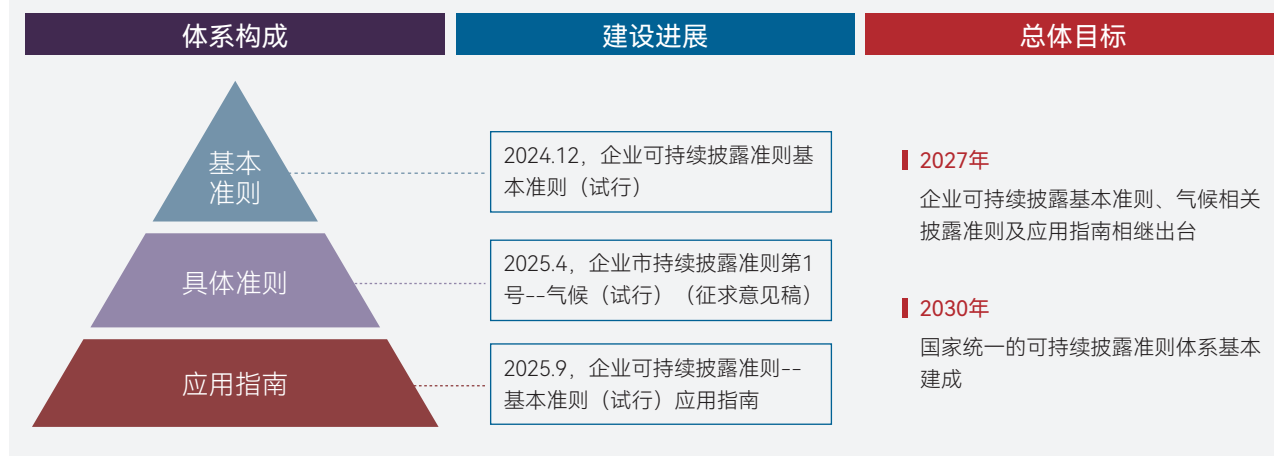 体系构成
建设进展
总体目标
基本
准则
具体准则
应用指南
2024.12，企业可持续披露准则基
本准则（试行）
2025.4，企业市持续披露准则第1
号--气候（试行）（征求意见稿）
2025.9，企业可持续披露准则--
基本准则（试行）应用指南
2027年
企业可持续披露基本准则、气候相关
披露准则及应用指南相继出台
2030年
国家统一的可持续披露准则体系基本
建成